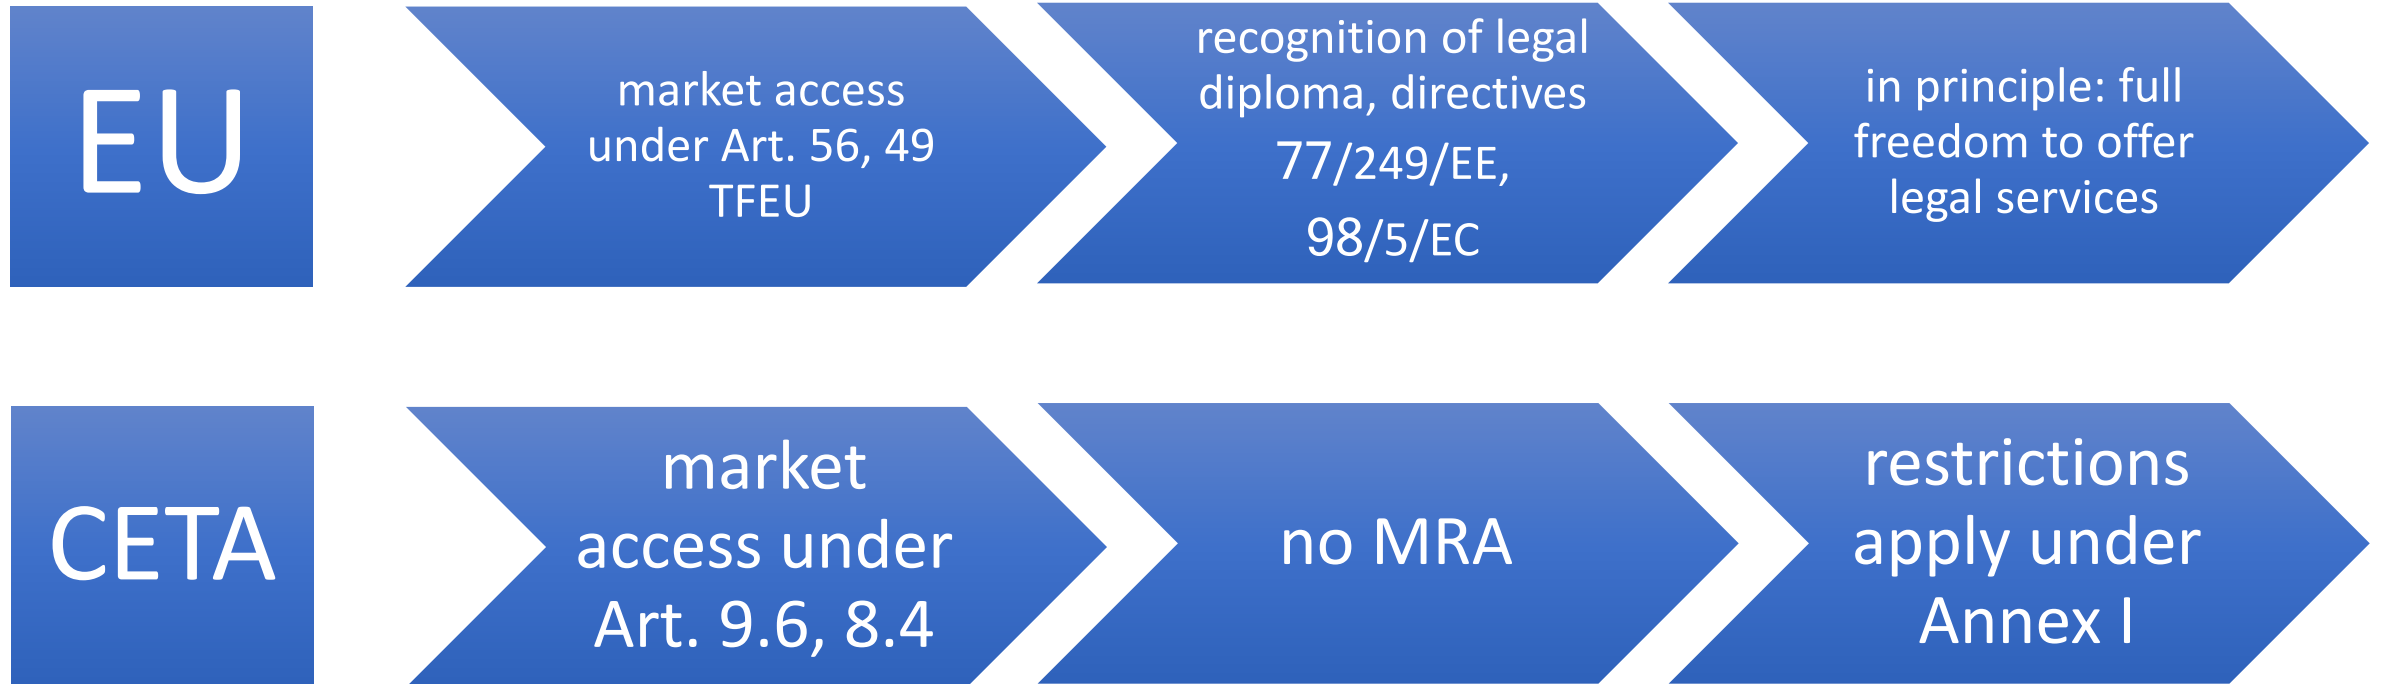 EU
market access
under Art. 56, 49
TFEU
recognition of legal
diploma, directives
77/249/EE,
98/5/EC
in principle: full
freedom to offer
legal services
CETA
market
access under
Art. 9.6, 8.4
no MRA
restrictions
apply under
Annex I